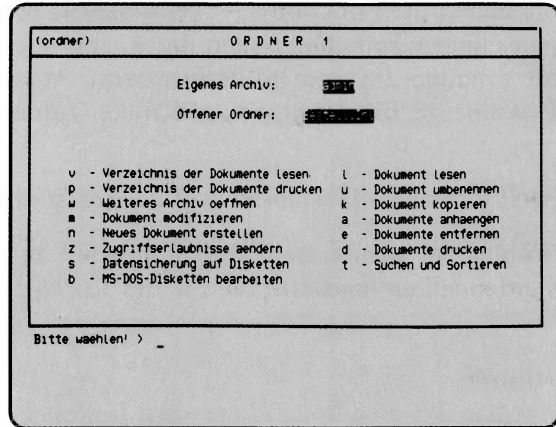 (ordner) O R D N E R 1
Eigenes Archiv:
Offener Ordner:
v - Verzeichnis der Dokumente lesen l - Dokument lesen
p - Verzeichnis der Dokumente drucken u - Dokument umbenennen
w - Weiteres Archiv oeffnen k - Dokument kopieren
m - Dokument modifizieren a - Dokumente anhaengen
n - Neues Dokument erstellen e - Dokumente entfernen
z - Zugriffserlaubnisse aendern d - Dokumente drucken
s - Datensicherung auf Disketten t - Suchen und Sortieren
b - MS-DOS-Disketten bearbeiten
Bitte waehlen! > _